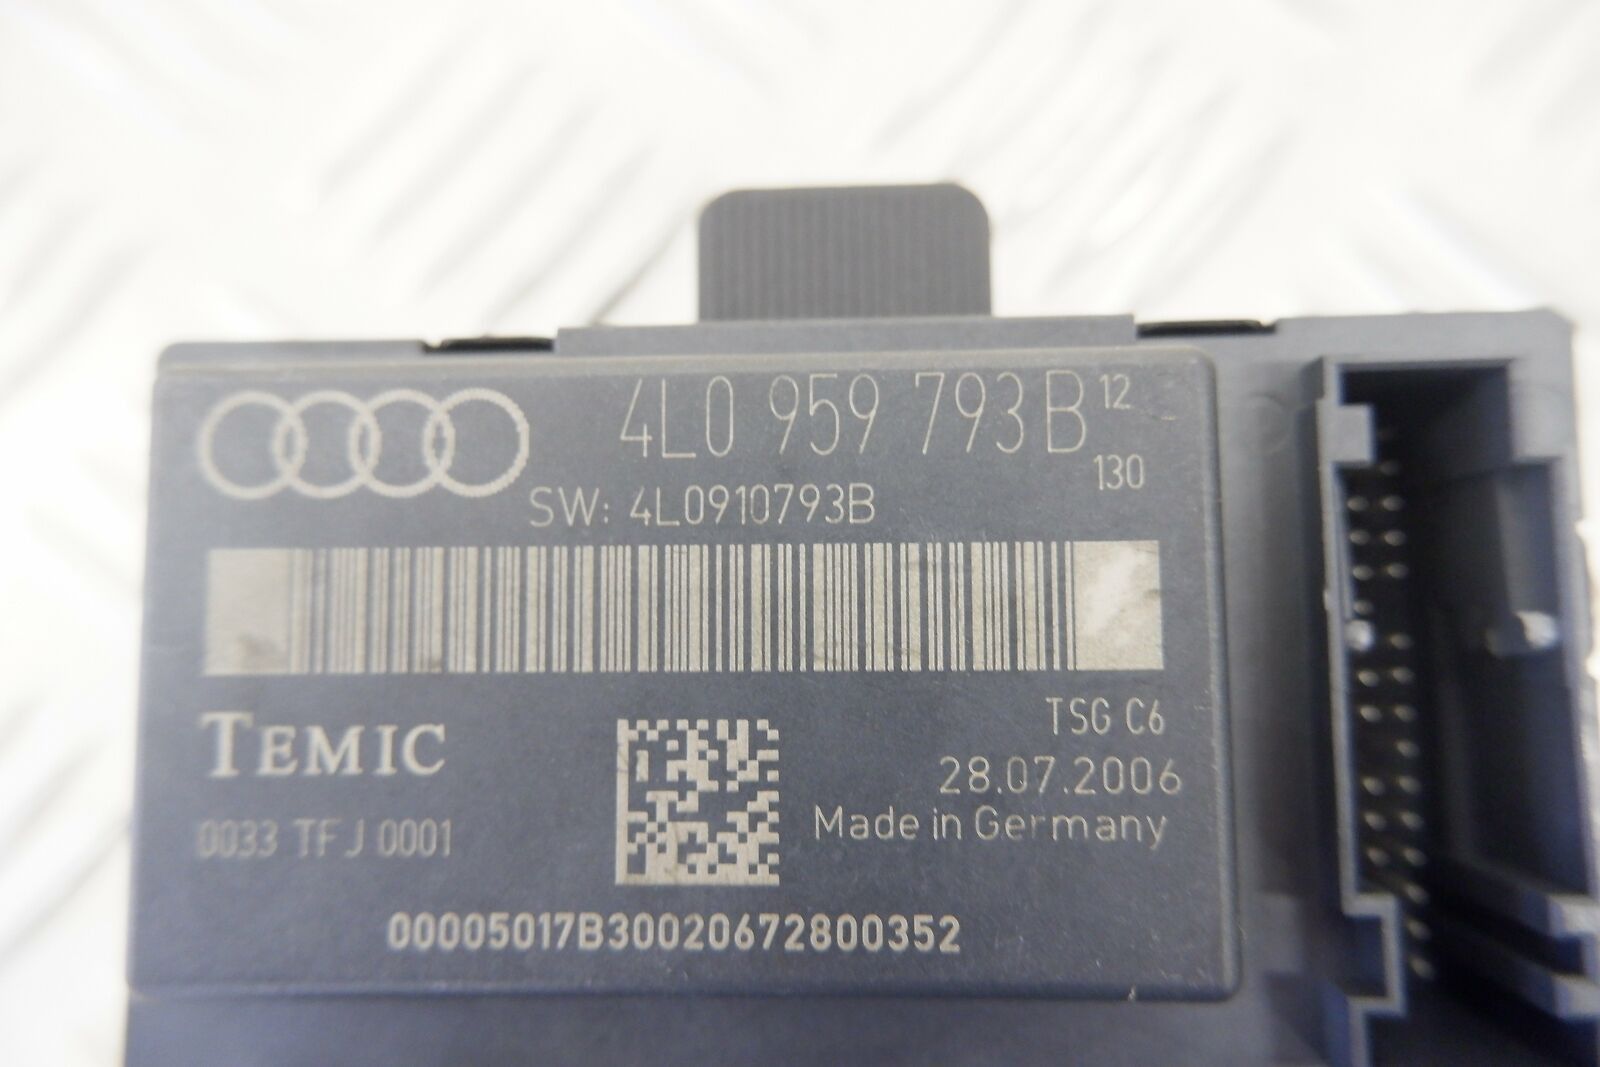 4L0 959 793 B 12
130
SW: 4L0910793B
TEMIC
TSG C6
28.07.2006
Made in Germany
0033 TFJ 0001
00005017B30020672800352